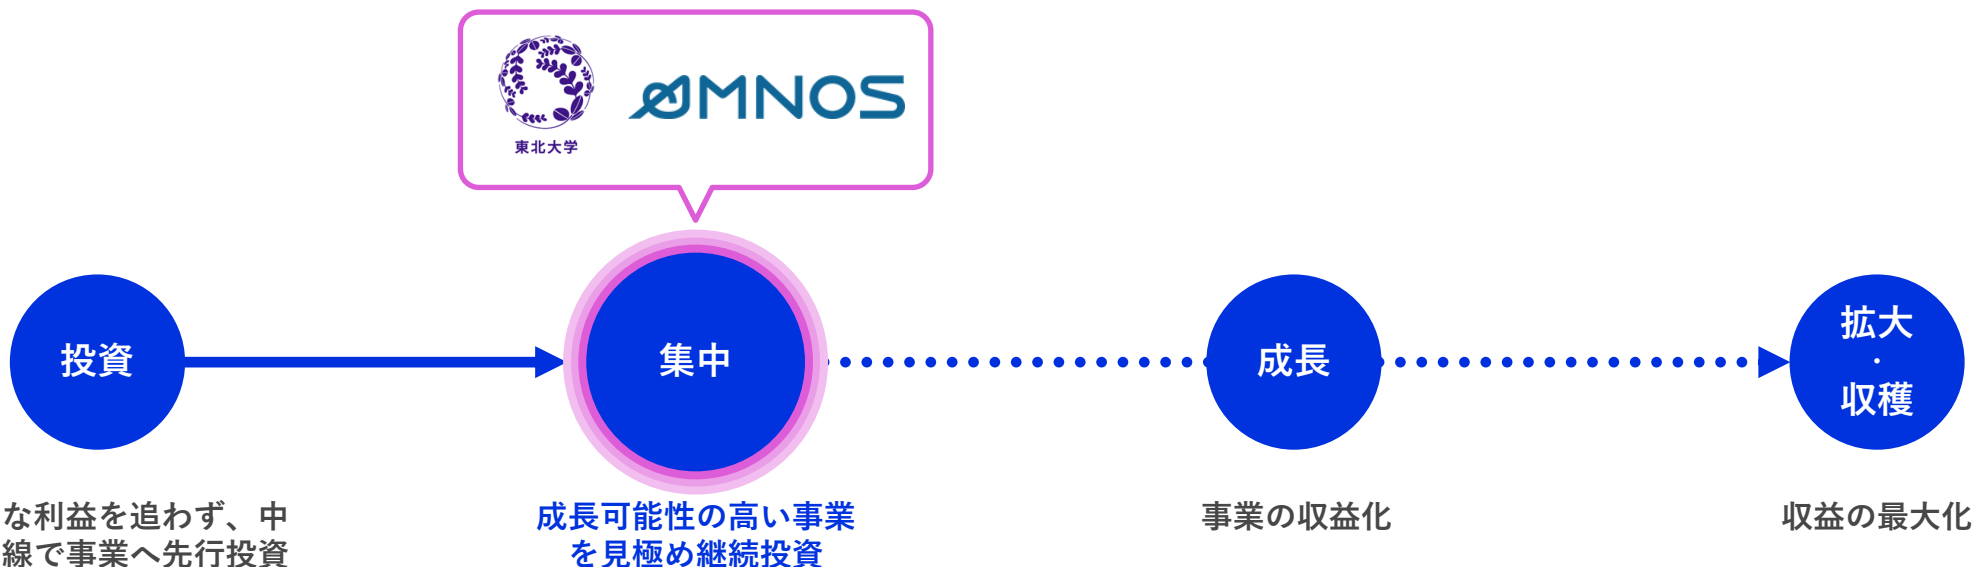 東北大学
AMNOS
投資
集中
成長
拡大
・
収穫
な利益を追わず、中
線で事業へ先行投資
成長可能性の高い事業
を見極め継続投資
事業の収益化
収益の最大化